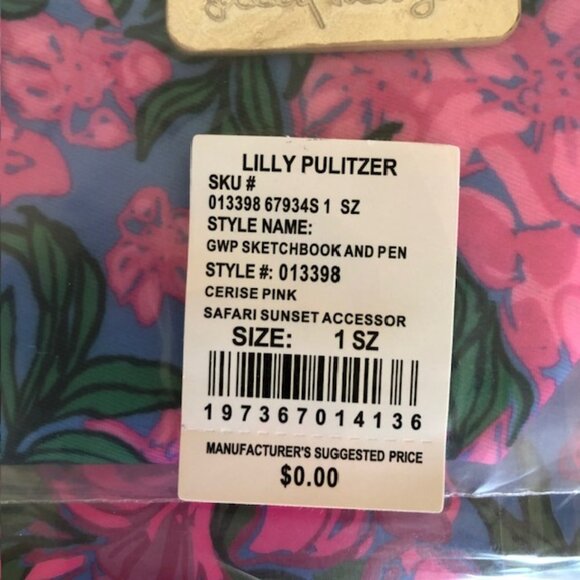 LILLY PULITZER
SKU #
013398 67934S 1 SZ
STYLE NAME:
GWP SKETCHBOOK AND PEN
STYLE #: 013398
CERISE PINK
SAFARI SUNSET ACCESSOR
SIZE: 1 SZ
197367014136
MANUFACTURER'S SUGGESTED PRICE
$0.00